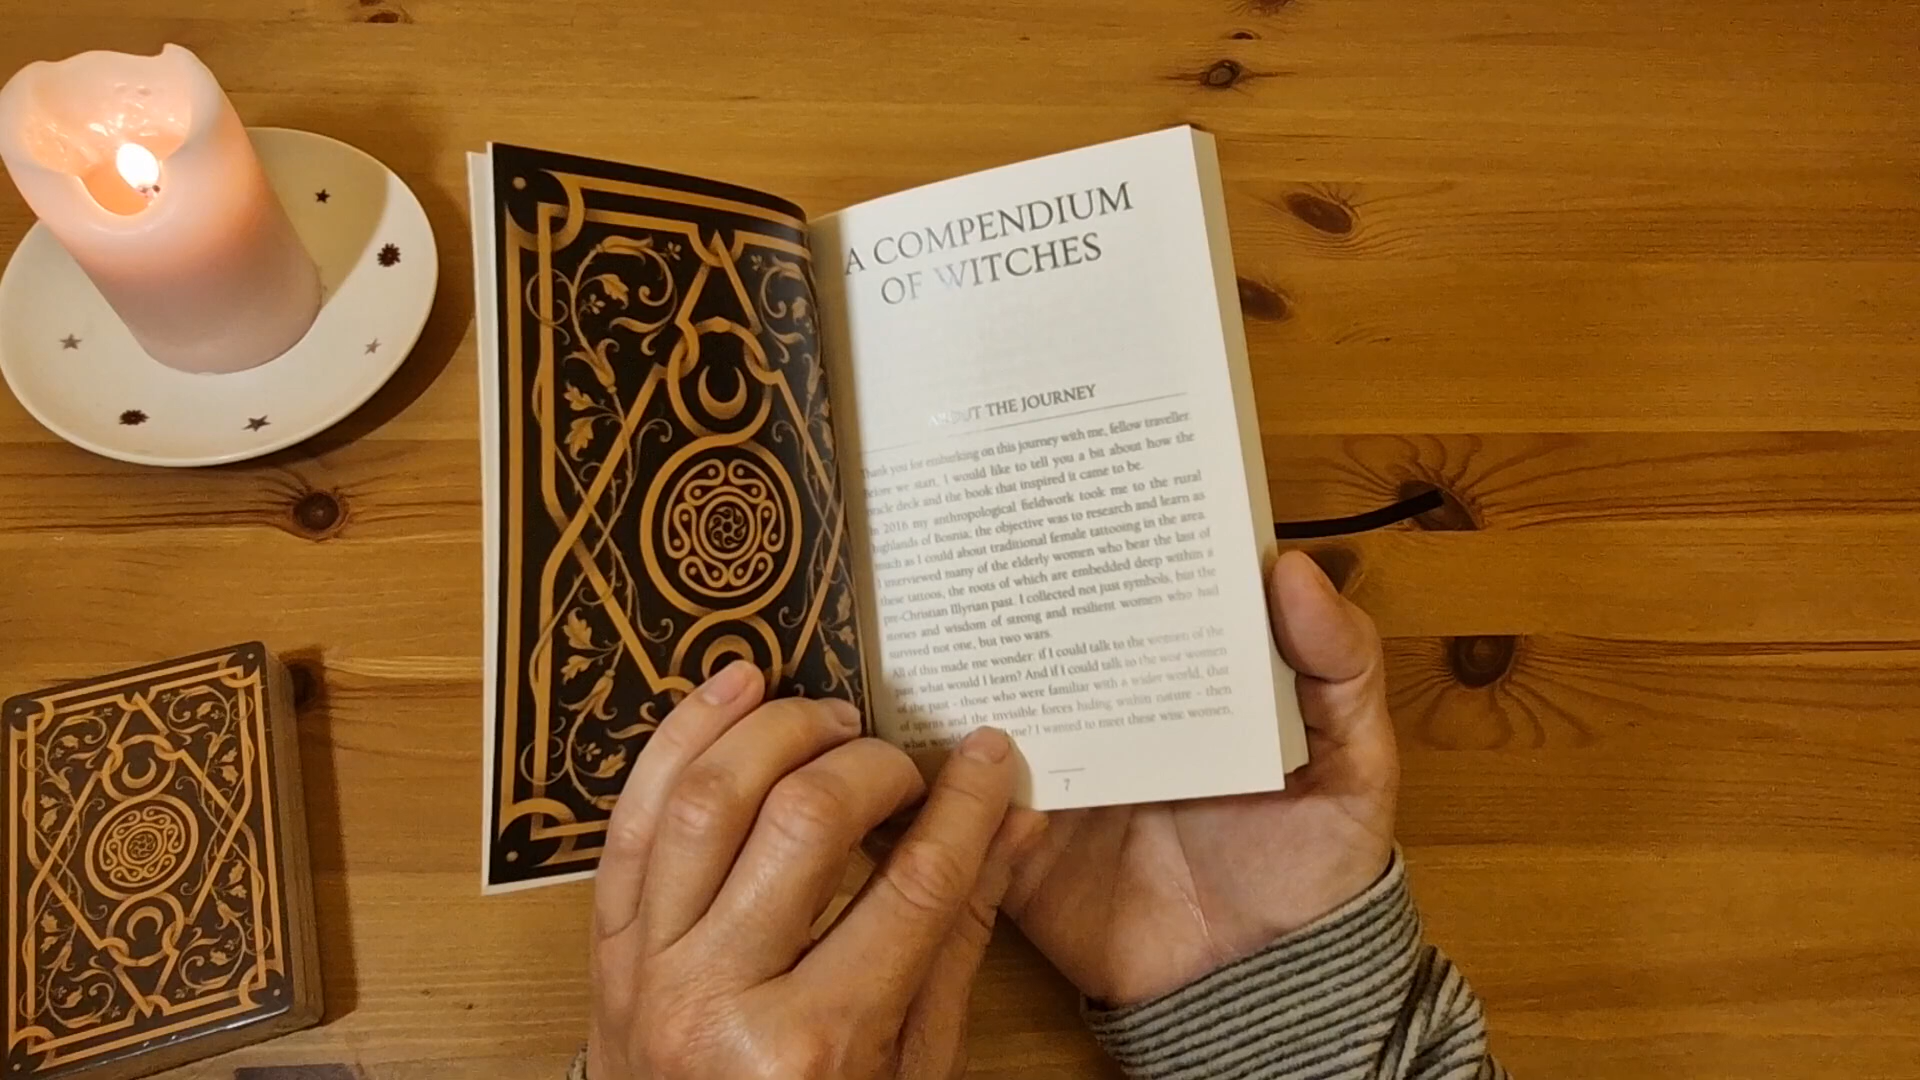 A COMPENDIUM
OF WITCHES
ABOUT THE JOURNEY
Thank you for embarking on this journey with me, fellow traveller.
Before we start, I would like to tell you a bit about how the
oracle deck and the book that inspired it came to be.
In 2016 my anthropological fieldwork took me to the rural
highlands of Bosnia; the objective was to research and learn as
much as I could about traditional female tattooing in the area.
I interviewed many of the elderly women who bear the last of
these tattoos, the roots of which are embedded deep within a
pre-Christian Illyrian past. I collected not just symbols, but the
stories and wisdom of strong and resilient women who had
survived not one, but two wars.
All of this made me wonder: if I could talk to the women of the
past, what would I learn? And if I could talk to the wise women
of the past - those who were familiar with a wider world, that
of spirits and the invisible forces hiding within nature - then
what would me? I wanted to meet these wise women,
7